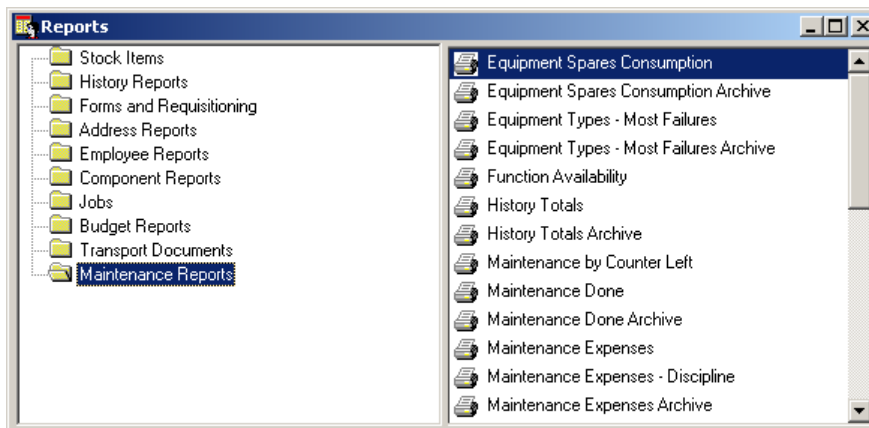 Reports
Stock Items
History Reports
Forms and Requisitioning
Address Reports
Employee Reports
Component Reports
Jobs
Budget Reports
Transport Documents
Maintenance Reports
Equipment Spares Consumption
Equipment Spares Consumption Archive
Equipment Types - Most Failures
Equipment Types - Most Failures Archive
Function Availability
History Totals
History Totals Archive
Maintenance by Counter Left
Maintenance Done
Maintenance Done Archive
Maintenance Expenses
Maintenance Expenses - Discipline
Maintenance Expenses Archive